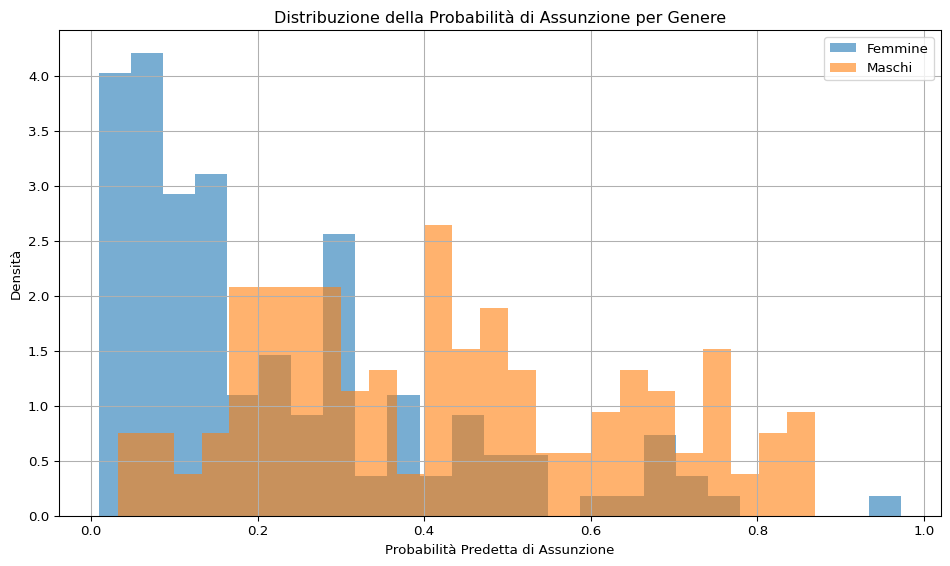 Distribuzione della Probabilità di Assunzione per Genere
Femmine
Maschi
Densità
4.0
3.5
3.0
2.5
2.0
1.5
1.0
0.5
0.0
0.0 0.2 0.4 0.6 0.8 1.0
Probabilità Predetta di Assunzione